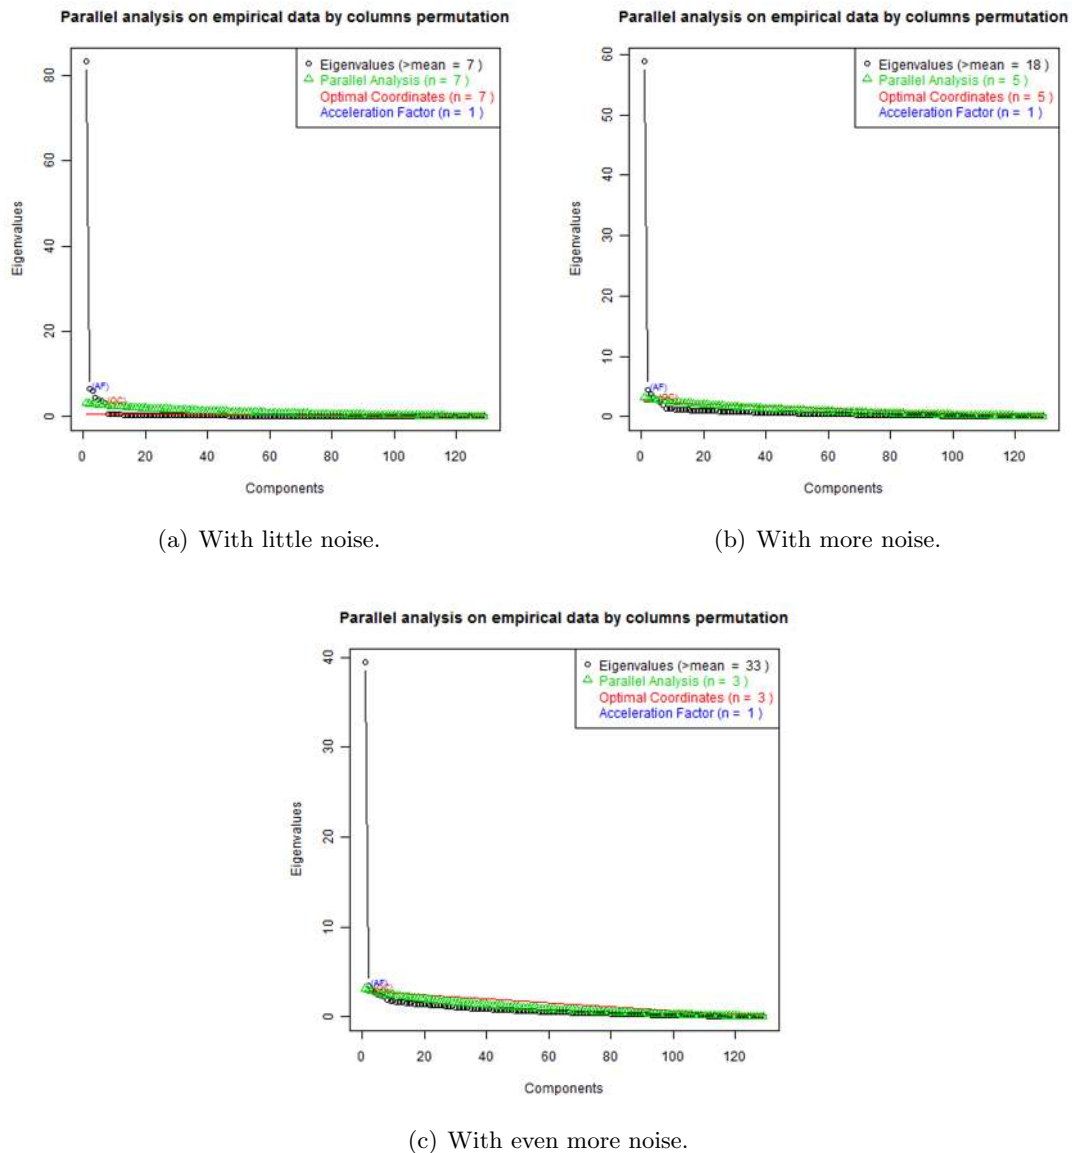 Parallel analysis on empirical data by columns permutation
Eigenvalues (>mean = 7 )
Parallel Analysis (n = 7 )
Optimal Coordinates (n = 7 )
Acceleration Factor (n = 1 )
(AF)
(OC)
Eigenvalues
0
20
40
60
80
0 20 40 60 80 100 120
Components
(a) With little noise.
Parallel analysis on empirical data by columns permutation
Eigenvalues (>mean = 18 )
Parallel Analysis (n = 5 )
Optimal Coordinates (n = 5 )
Acceleration Factor (n = 1 )
(AF)
(OC)
Eigenvalues
0
10
20
30
40
50
60
0 20 40 60 80 100 120
Components
(b) With more noise.
Parallel analysis on empirical data by columns permutation
Eigenvalues (>mean = 33 )
Parallel Analysis (n = 3 )
Optimal Coordinates (n = 3 )
Acceleration Factor (n = 1 )
(AF)
Eigenvalues
0
10
20
30
40
0 20 40 60 80 100 120
Components
(c) With even more noise.